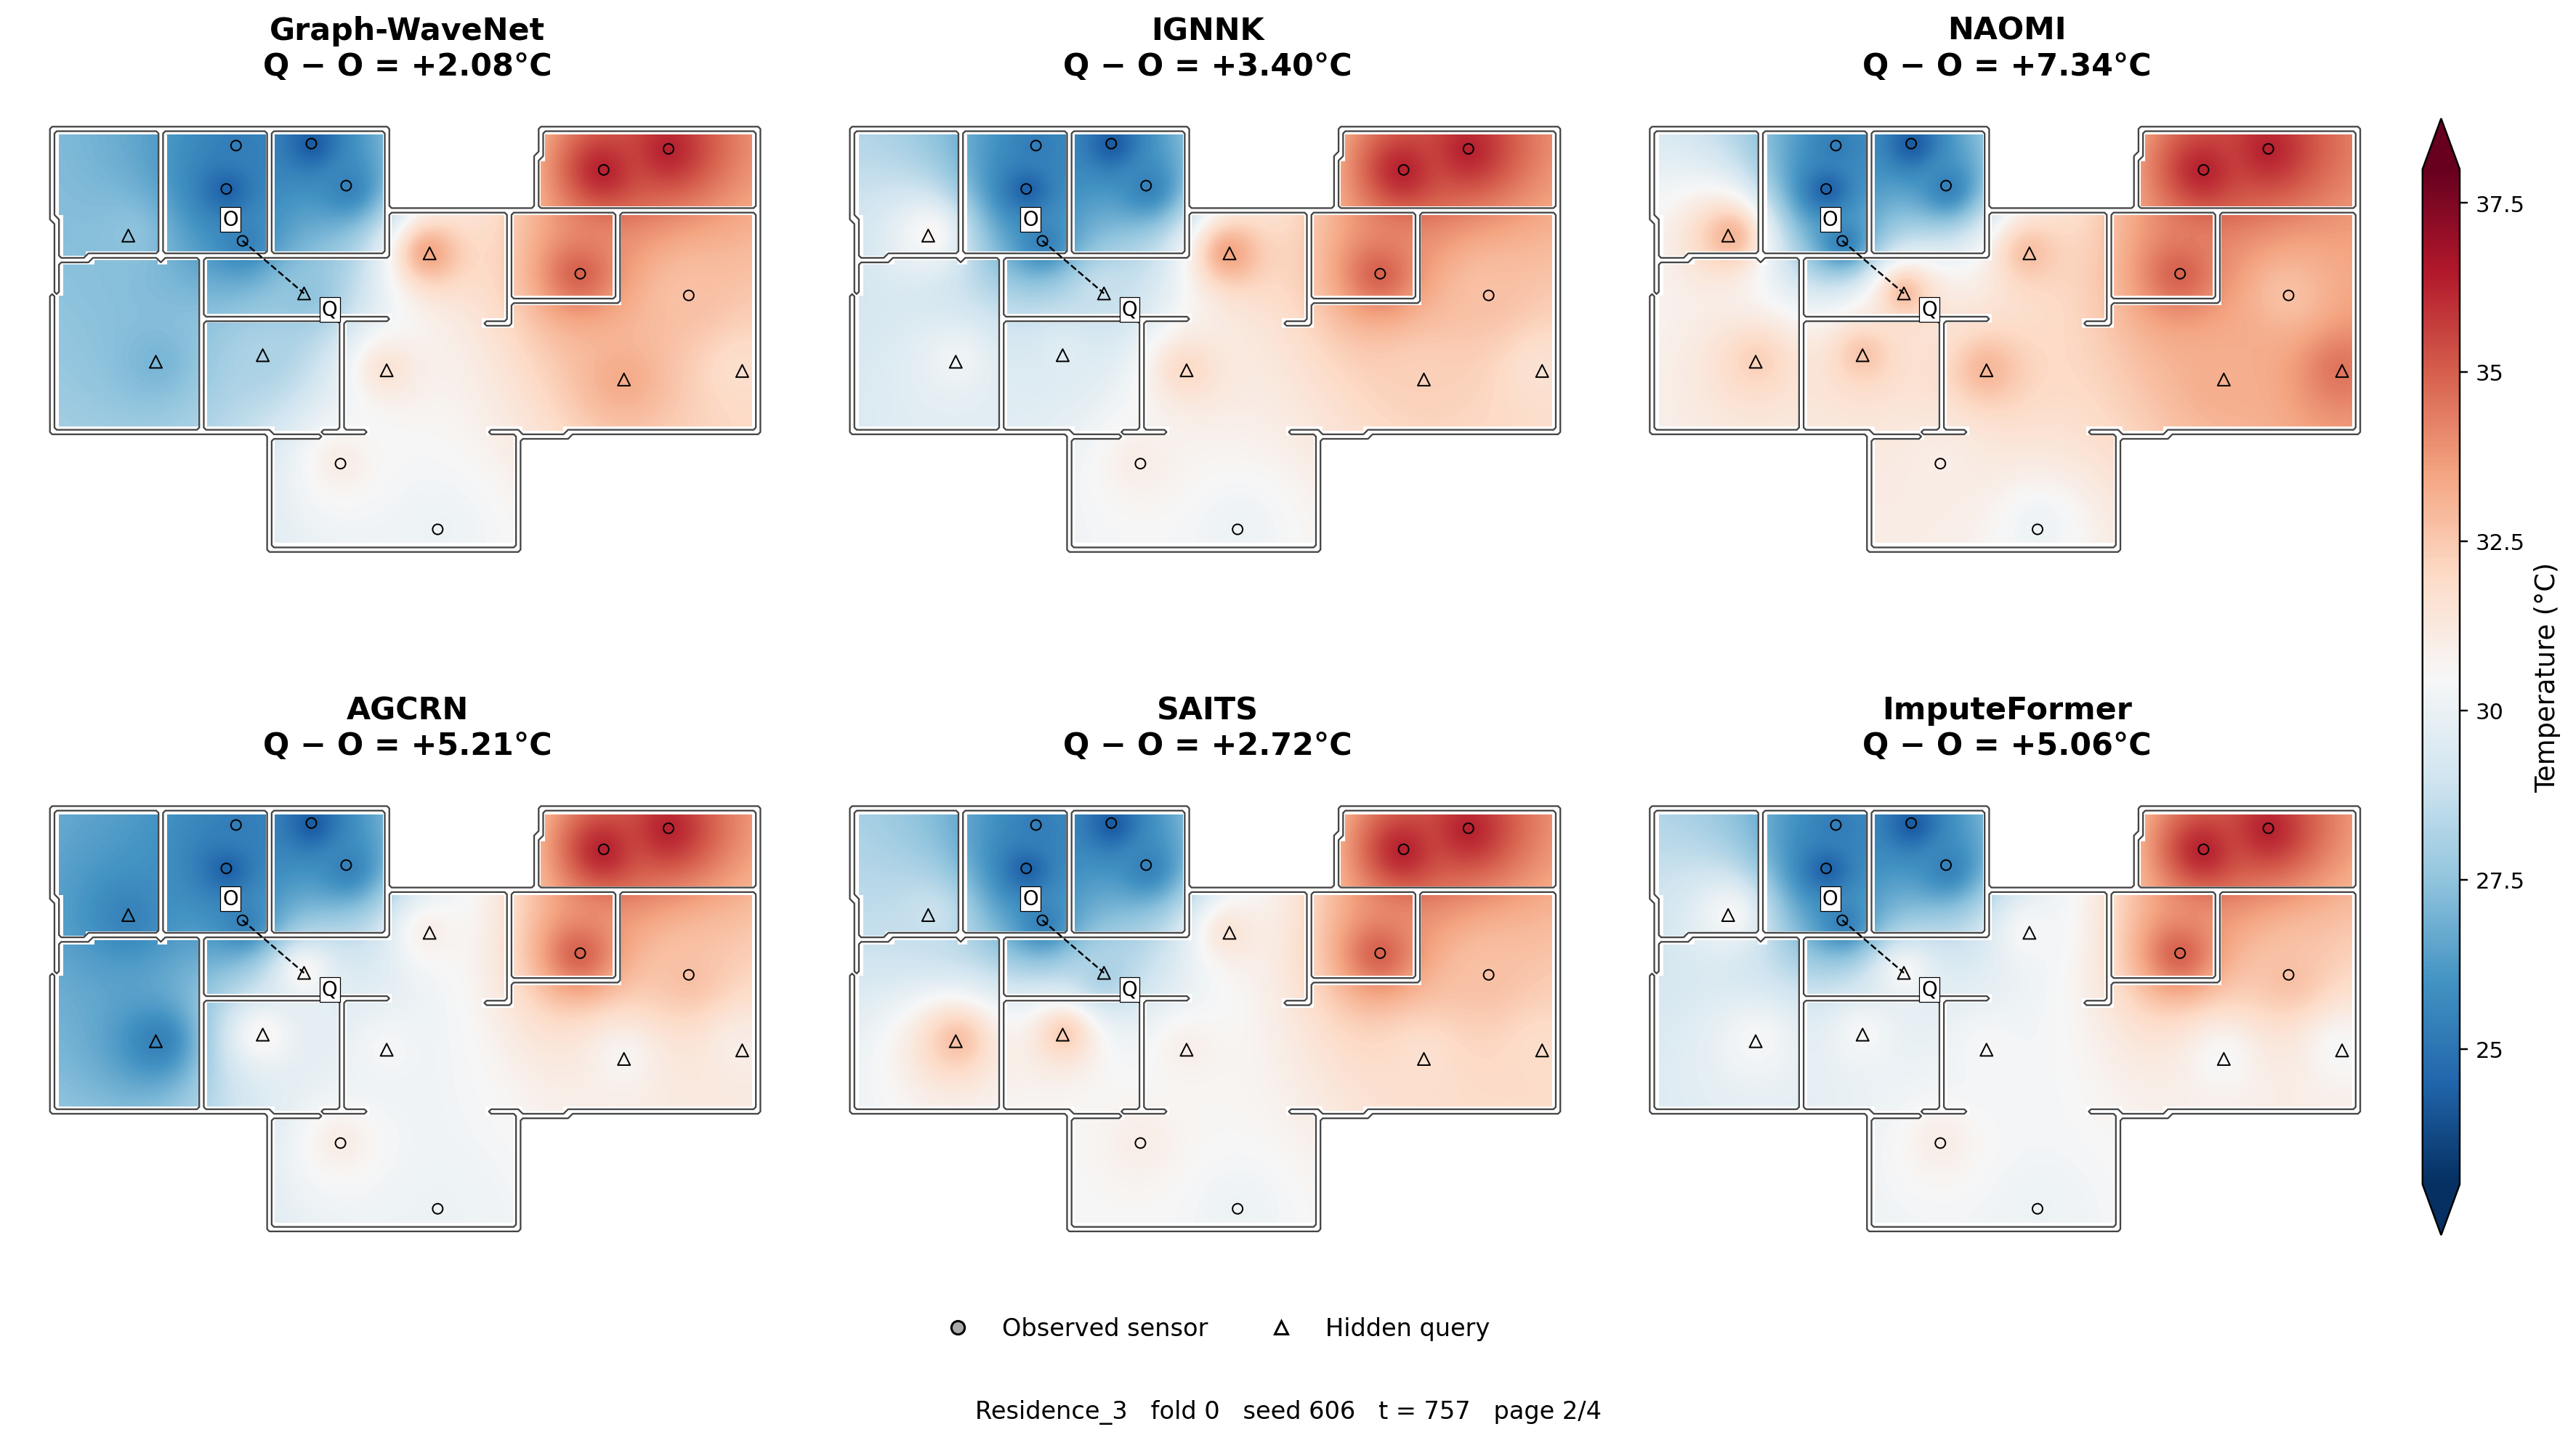 Graph-WaveNet
Q − O = +2.08°C
IGNNK
Q − O = +3.40°C
NAOMI
Q − O = +7.34°C
O
Q
O
Q
O
Q
AGCRN
Q − O = +5.21°C
SAITS
Q − O = +2.72°C
ImputeFormer
Q − O = +5.06°C
O
Q
O
Q
O
Q
37.5
35
32.5
30
27.5
25
Temperature (°C)
Observed sensor
Hidden query
Residence_3 fold 0 seed 606 t = 757 page 2/4